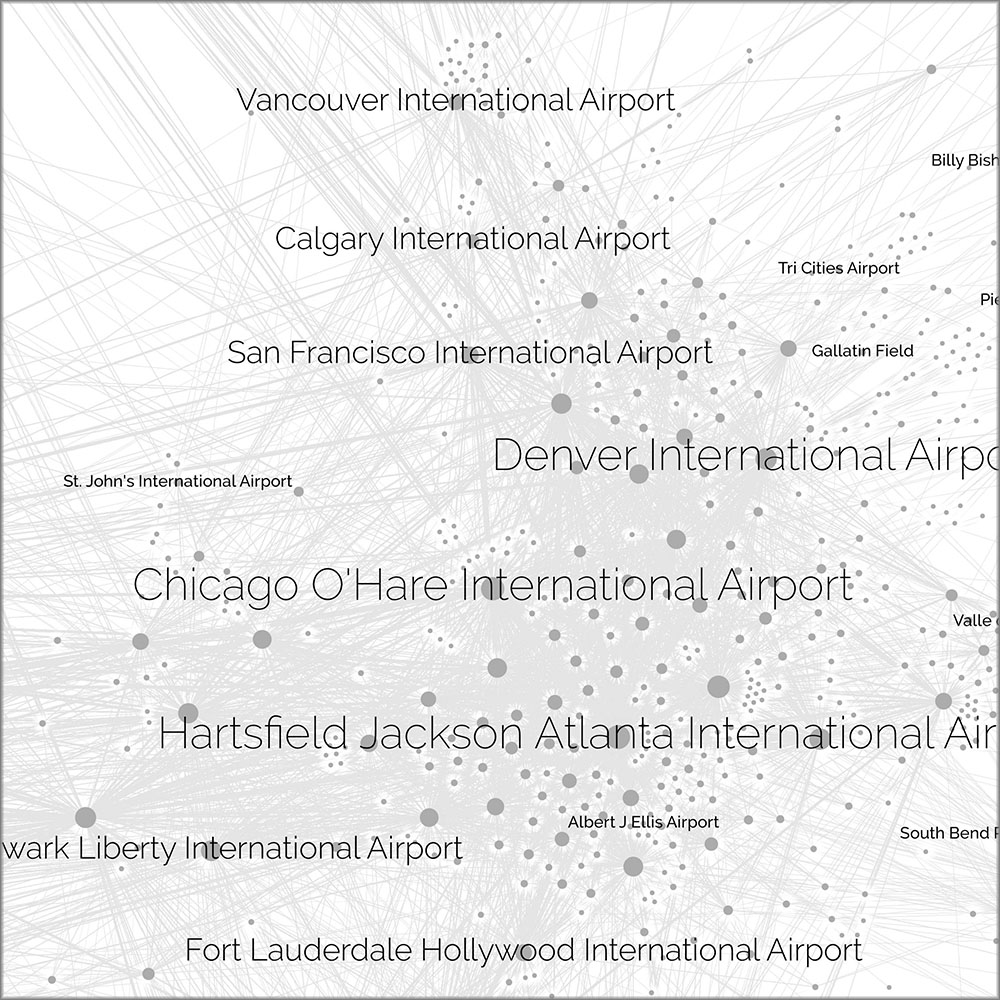 Vancouver International Airport
Billy Bish
Calgary International Airport
Tri Cities Airport
Pie
San Francisco International Airport
Gallatin Field
Denver International Airpo
St. John's International Airport
Chicago O'Hare International Airport
Valle
Hartsfield Jackson Atlanta International Air
Albert J Ellis Airport
South Bend
wark Liberty International Airport
Fort Lauderdale Hollywood International Airport